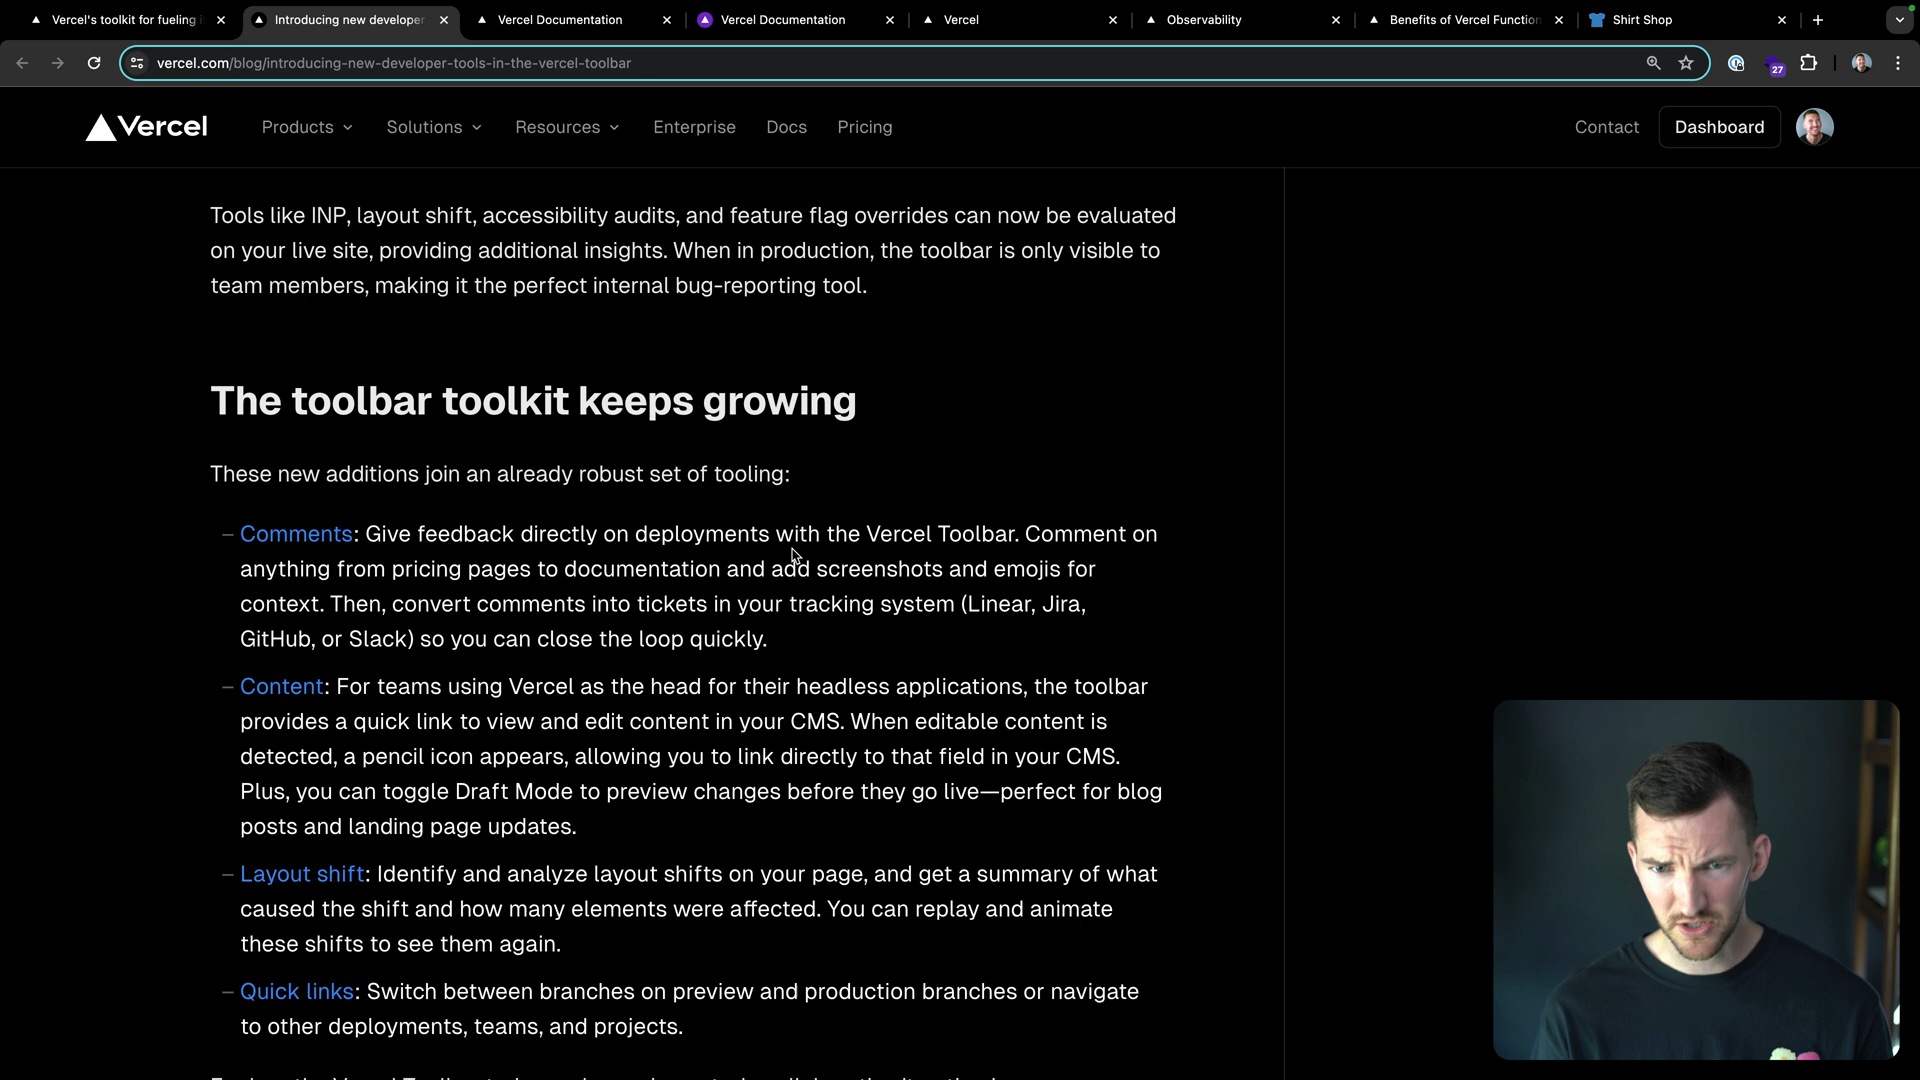 Vercel's toolkit for fueling i
Introducing new developer
Vercel Documentation
Vercel Documentation
Vercel
Observability
Benefits of Vercel Function
Shirt Shop
vercel.com/blog/introducing-new-developer-tools-in-the-vercel-toolbar
27
Vercel
Products
Solutions
Resources
Enterprise
Docs
Pricing
Contact
Dashboard
Tools like INP, layout shift, accessibility audits, and feature flag overrides can now be evaluated
on your live site, providing additional insights. When in production, the toolbar is only visible to
team members, making it the perfect internal bug-reporting tool.
The toolbar toolkit keeps growing
These new additions join an already robust set of tooling:
– Comments: Give feedback directly on deployments with the Vercel Toolbar. Comment on
anything from pricing pages to documentation and add screenshots and emojis for
context. Then, convert comments into tickets in your tracking system (Linear, Jira,
GitHub, or Slack) so you can close the loop quickly.
– Content: For teams using Vercel as the head for their headless applications, the toolbar
provides a quick link to view and edit content in your CMS. When editable content is
detected, a pencil icon appears, allowing you to link directly to that field in your CMS.
Plus, you can toggle Draft Mode to preview changes before they go live—perfect for blog
posts and landing page updates.
– Layout shift: Identify and analyze layout shifts on your page, and get a summary of what
caused the shift and how many elements were affected. You can replay and animate
these shifts to see them again.
– Quick links: Switch between branches on preview and production branches or navigate
to other deployments, teams, and projects.